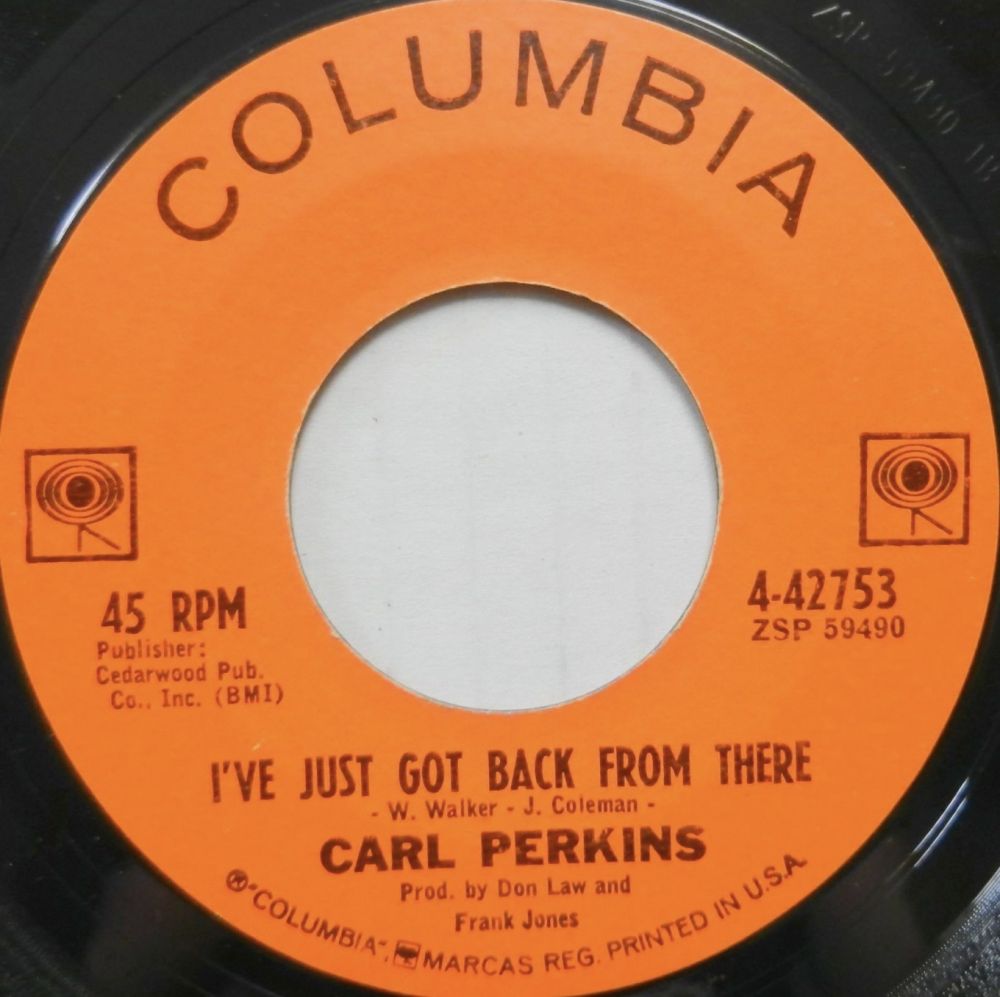 COLUMBIA
45 RPM
Publisher:
Cedarwood Pub.
Co., Inc. (BMI)
4-42753
ZSP 59490
I'VE JUST GOT BACK FROM THERE
- W. Walker - J. Coleman -
CARL PERKINS
Prod. by Don Law and
Frank Jones
"COLUMBIA", MARCAS REG. PRINTED IN U.S.A.